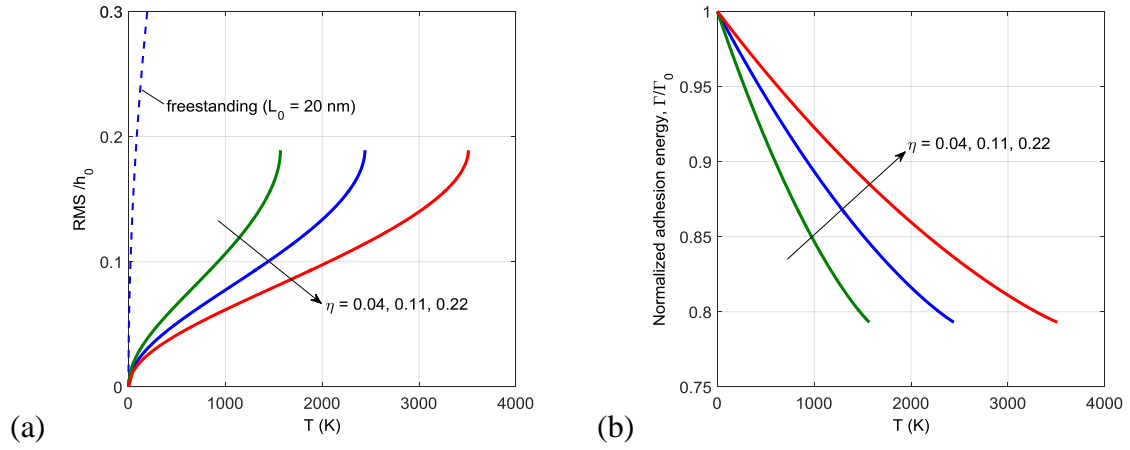 0.3
0.2
0.1
0
RMS /h0
freestanding (L0 = 20 nm)
η = 0.04, 0.11, 0.22
0 1000 2000 3000 4000
T (K)
(a)
1
0.95
0.9
0.85
0.8
0.75
Normalized adhesion energy, Γ/Γ0
η = 0.04, 0.11, 0.22
0 1000 2000 3000 4000
T (K)
(b)